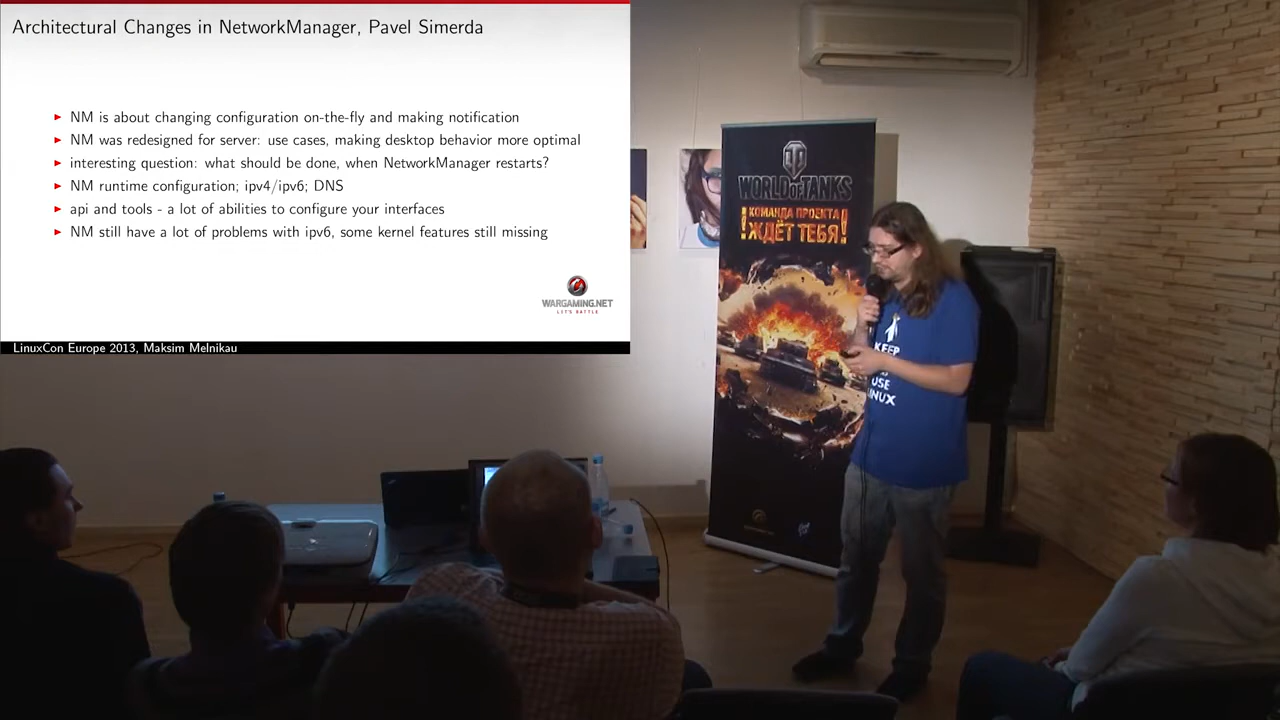 Architectural Changes in NetworkManager, Pavel Simerda
► NM is about changing configuration on-the-fly and making notification
► NM was redesigned for server: use cases, making desktop behavior more optimal
► interesting question: what should be done, when NetworkManager restarts?
► NM runtime configuration; ipv4/ipv6; DNS
► api and tools - a lot of abilities to configure your interfaces
► NM still have a lot of problems with ipv6, some kernel features still missing
WARGAMING.NET
LET'S BATTLE
LinuxCon Europe 2013, Maksim Melnikau
WORLD OF TANKS
КОМАНДА ПРОЕКТА
ЖДЁТ ТЕБЯ!
KEEP
USE
LINUX